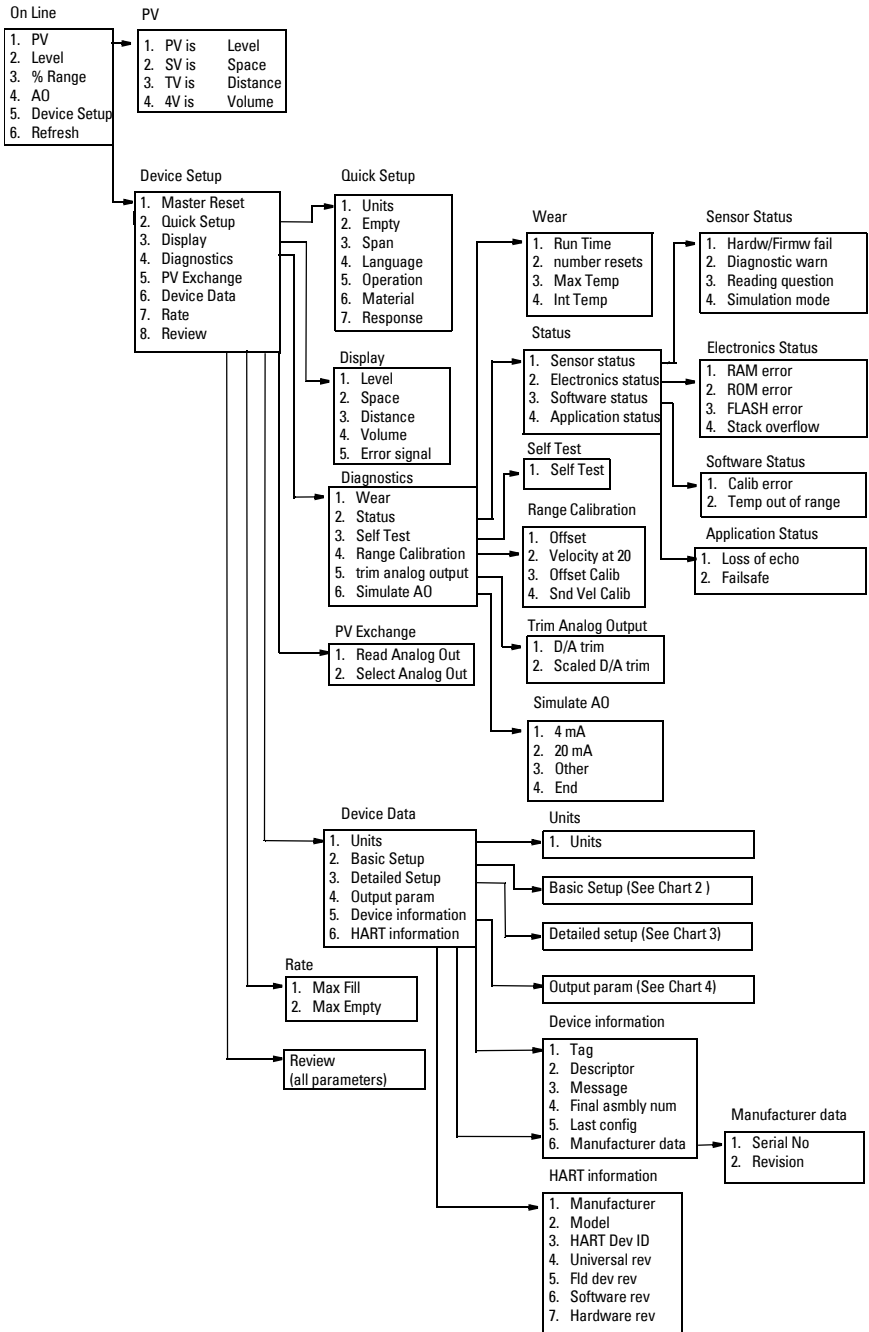 On Line
1. PV
2. Level
3. % Range
4. AO
5. Device Setup
6. Refresh
PV
1. PV is Level
2. SV is Space
3. TV is Distance
4. 4V is Volume
Device Setup
1. Master Reset
2. Quick Setup
3. Display
4. Diagnostics
5. PV Exchange
6. Device Data
7. Rate
8. Review
Quick Setup
1. Units
2. Empty
3. Span
4. Language
5. Operation
6. Material
7. Response
Display
1. Level
2. Space
3. Distance
4. Volume
5. Error signal
Diagnostics
1. Wear
2. Status
3. Self Test
4. Range Calibration
5. trim analog output
6. Simulate AO
PV Exchange
1. Read Analog Out
2. Select Analog Out
Wear
1. Run Time
2. number resets
3. Max Temp
4. Int Temp
Status
1. Sensor status
2. Electronics status
3. Software status
4. Application status
Self Test
1. Self Test
Range Calibration
1. Offset
2. Velocity at 20
3. Offset Calib
4. Snd Vel Calib
Trim Analog Output
1. D/A trim
2. Scaled D/A trim
Simulate AO
1. 4 mA
2. 20 mA
3. Other
4. End
Sensor Status
1. Hardw/Firmw fail
2. Diagnostic warn
3. Reading question
4. Simulation mode
Electronics Status
1. RAM error
2. ROM error
3. FLASH error
4. Stack overflow
Software Status
1. Calib error
2. Temp out of range
Application Status
1. Loss of echo
2. Failsafe
Device Data
1. Units
2. Basic Setup
3. Detailed Setup
4. Output param
5. Device information
6. HART information
Rate
1. Max Fill
2. Max Empty
Review
(all parameters)
Units
1. Units
Basic Setup (See Chart 2 )
Detailed setup (See Chart 3)
Output param (See Chart 4)
Device information
1. Tag
2. Descriptor
3. Message
4. Final asmbly num
5. Last config
6. Manufacturer data
Manufacturer data
1. Serial No
2. Revision
HART information
1. Manufacturer
2. Model
3. HART Dev ID
4. Universal rev
5. Fld dev rev
6. Software rev
7. Hardware rev